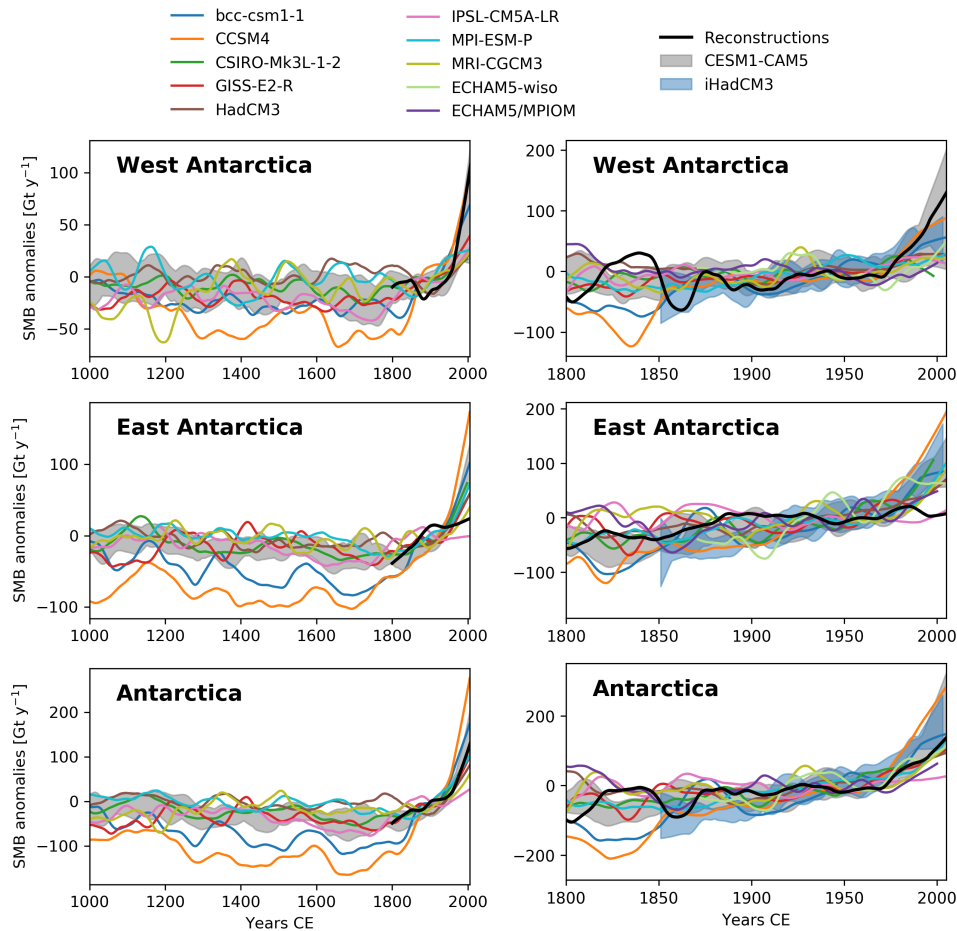 bcc-csm1-1
CCSM4
CSIRO-Mk3L-1-2
GISS-E2-R
HadCM3
IPSL-CM5A-LR
MPI-ESM-P
MRI-CGCM3
ECHAM5-wiso
ECHAM5/MPIOM
Reconstructions
CESM1-CAM5
iHadCM3
West Antarctica
SMB anomalies [Gt y⁻¹]
100
50
0
−50
1000 1200 1400 1600 1800 2000
West Antarctica
200
100
0
−100
1800 1850 1900 1950 2000
East Antarctica
SMB anomalies [Gt y⁻¹]
100
0
−100
1000 1200 1400 1600 1800 2000
East Antarctica
200
100
0
−100
1800 1850 1900 1950 2000
Antarctica
SMB anomalies [Gt y⁻¹]
200
100
0
−100
1000 1200 1400 1600 1800 2000
Years CE
Antarctica
200
0
−200
1800 1850 1900 1950 2000
Years CE